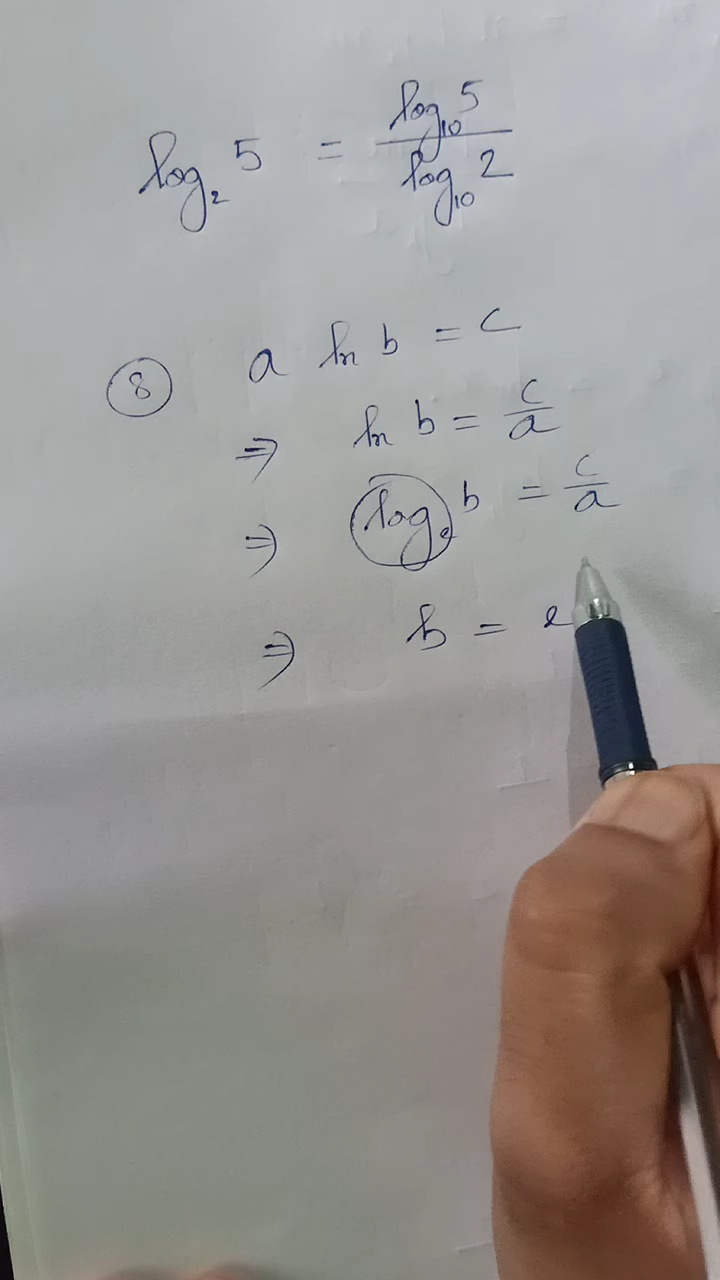 log₂ 5 = log₁₀ 5 / log₁₀ 2
⑧ a ln b = c
⇒ ln b = c/a
⇒ logₑ b = c/a
⇒ b = e